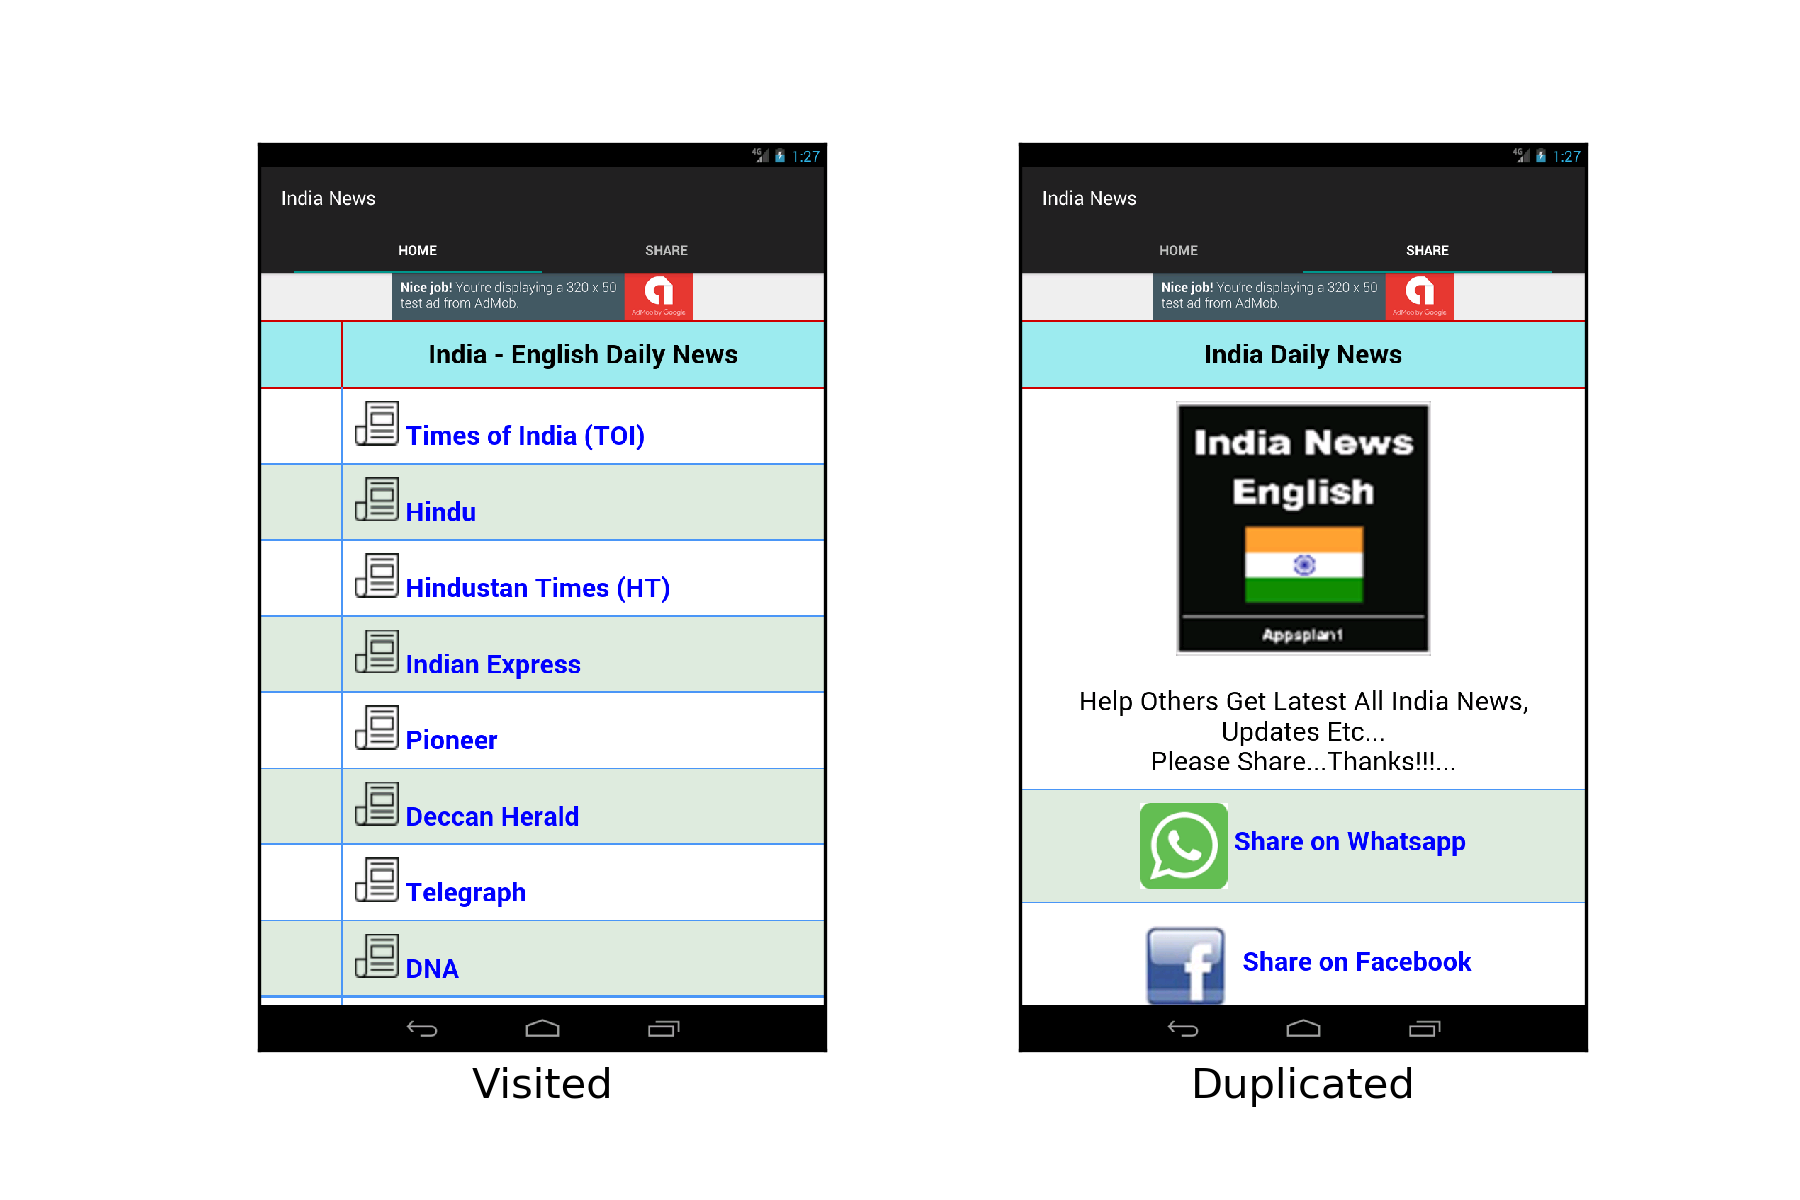 4G 1:27
India News
HOME SHARE
Nice job! You're displaying a 320 x 50
test ad from AdMob.
AdMob by Google
India - English Daily News
Times of India (TOI)
Hindu
Hindustan Times (HT)
Indian Express
Pioneer
Deccan Herald
Telegraph
DNA
Visited
4G 1:27
India News
HOME SHARE
Nice job! You're displaying a 320 x 50
test ad from AdMob.
AdMob by Google
India Daily News
India News
English
Appsplan1
Help Others Get Latest All India News,
Updates Etc...
Please Share...Thanks!!!...
Share on Whatsapp
Share on Facebook
Duplicated